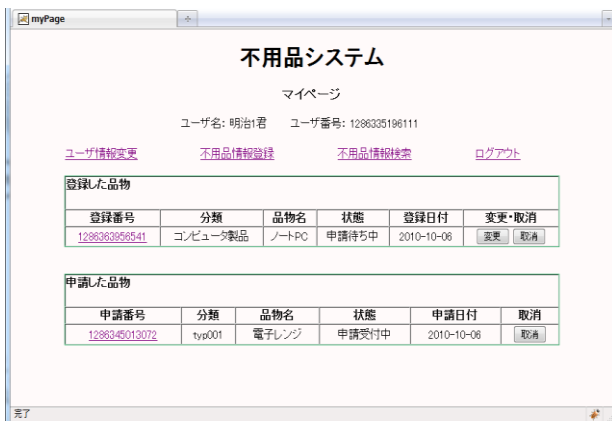 myPage
不用品システム
マイページ
ユーザ名: 明治1君 ユーザ番号: 1286335196111
ユーザ情報変更 不用品情報登録 不用品情報検索 ログアウト
登録した品物
登録番号 分類 品物名 状態 登録日付 変更・取消
1286363956541 コンピュータ製品 ノートPC 申請待ち中 2010-10-06 変更 取消
申請した品物
申請番号 分類 品物名 状態 申請日付 取消
1286345013072 typ001 電子レンジ 申請受付中 2010-10-06 取消
完了